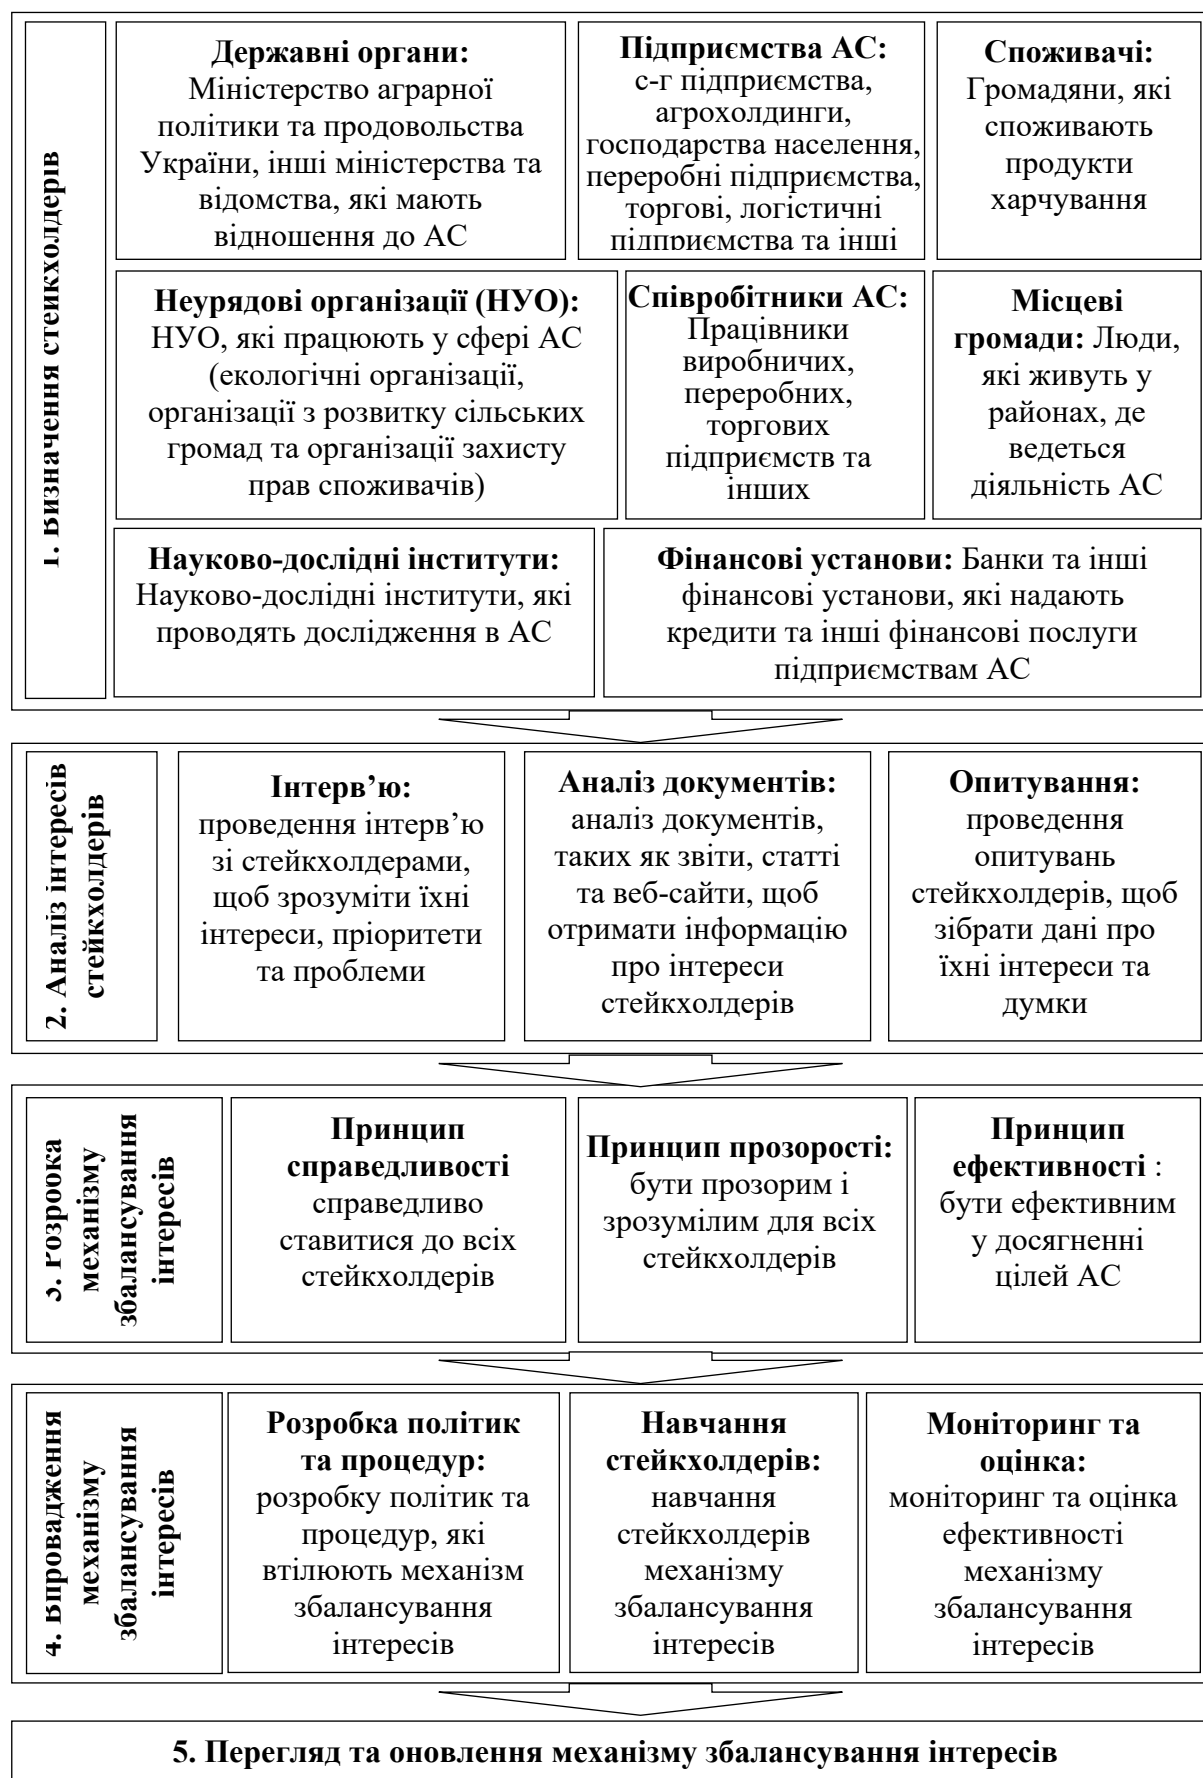 1. Визначення стейкхолдерів
Державні органи:
Міністерство аграрної
політики та продовольства
України, інші міністерства та
відомства, які мають
відношення до АС
Підприємства АС:
с-г підприємства,
агрохолдинги,
господарства населення,
переробні підприємства,
торгові, логістичні
підприємства та інші
Споживачі:
Громадяни, які
споживають
продукти
харчування
Неурядові організації (НУО):
НУО, які працюють у сфері АС
(екологічні організації,
організації з розвитку сільських
громад та організації захисту
прав споживачів)
Співробітники АС:
Працівники
виробничих,
переробних,
торгових
підприємств та
інших
Місцеві
громади: Люди,
які живуть у
районах, де
ведеться
діяльність АС
Науково-дослідні інститути:
Науково-дослідні інститути, які
проводять дослідження в АС
Фінансові установи: Банки та інші
фінансові установи, які надають
кредити та інші фінансові послуги
підприємствам АС
2. Аналіз інтересів
стейкхолдерів
Інтерв’ю:
проведення інтерв’ю
зі стейкхолдерами,
щоб зрозуміти їхні
інтереси, пріоритети
та проблеми
Аналіз документів:
аналіз документів,
таких як звіти, статті
та веб-сайти, щоб
отримати інформацію
про інтереси
стейкхолдерів
Опитування:
проведення
опитувань
стейкхолдерів, щоб
зібрати дані про
їхні інтереси та
думки
3. Розробка
механізму
збалансування
інтересів
Принцип
справедливості
справедливо
ставитися до всіх
стейкхолдерів
Принцип прозорості:
бути прозорим і
зрозумілим для всіх
стейкхолдерів
Принцип
ефективності :
бути ефективним
у досягненні
цілей АС
4. Впровадження
механізму
збалансування
інтересів
Розробка політик
та процедур:
розробку політик та
процедур, які
втілюють механізм
збалансування
інтересів
Навчання
стейкхолдерів:
навчання
стейкхолдерів
механізму
збалансування
інтересів
Моніторинг та
оцінка:
моніторинг та оцінка
ефективності
механізму
збалансування
інтересів
5. Перегляд та оновлення механізму збалансування інтересів